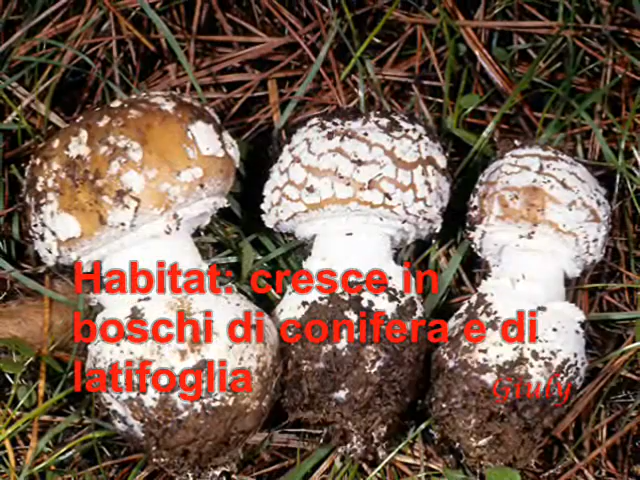 Habitat: cresce in
boschi di conifera e di
latifoglia
Giuly